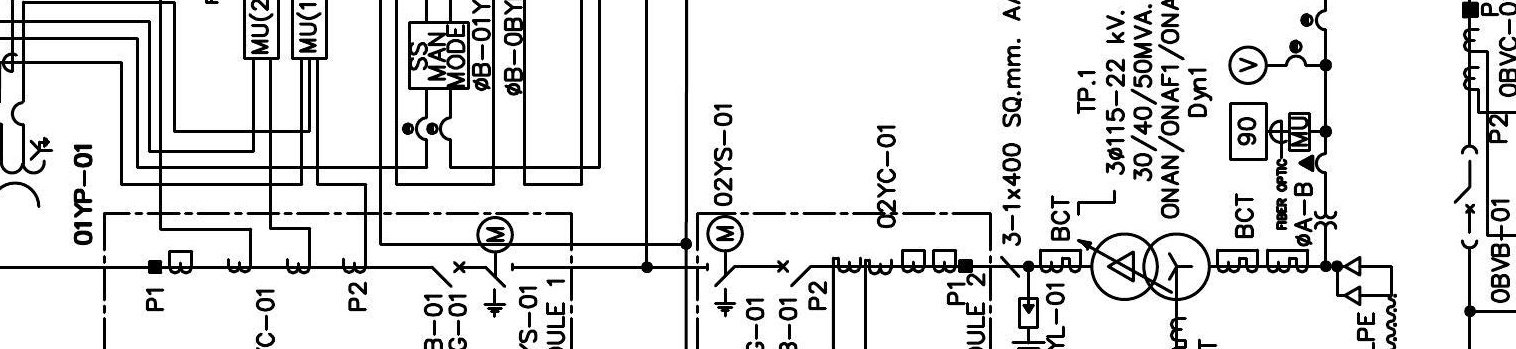 MU(2
MU(1
SS
MAN
MODE
øB-01Y
øB-0BY
01YP-01
M
P1
P2
C-01
B-01
G-01
YS-01
ULE 1
02YS-01
M
G-01
B-01
P2
02YC-01
P1
ULE 2
3-1x400 SQ.mm.
YL-01
BCT
TP.1
3ø115-22 kV.
30/40/50MVA.
ONAN/ONAF1/ONA
Dyn1
V
90
MU
FIBER OPTIC
BCT
øA-B
LPE
P2
0BVC-0
0BVB-01